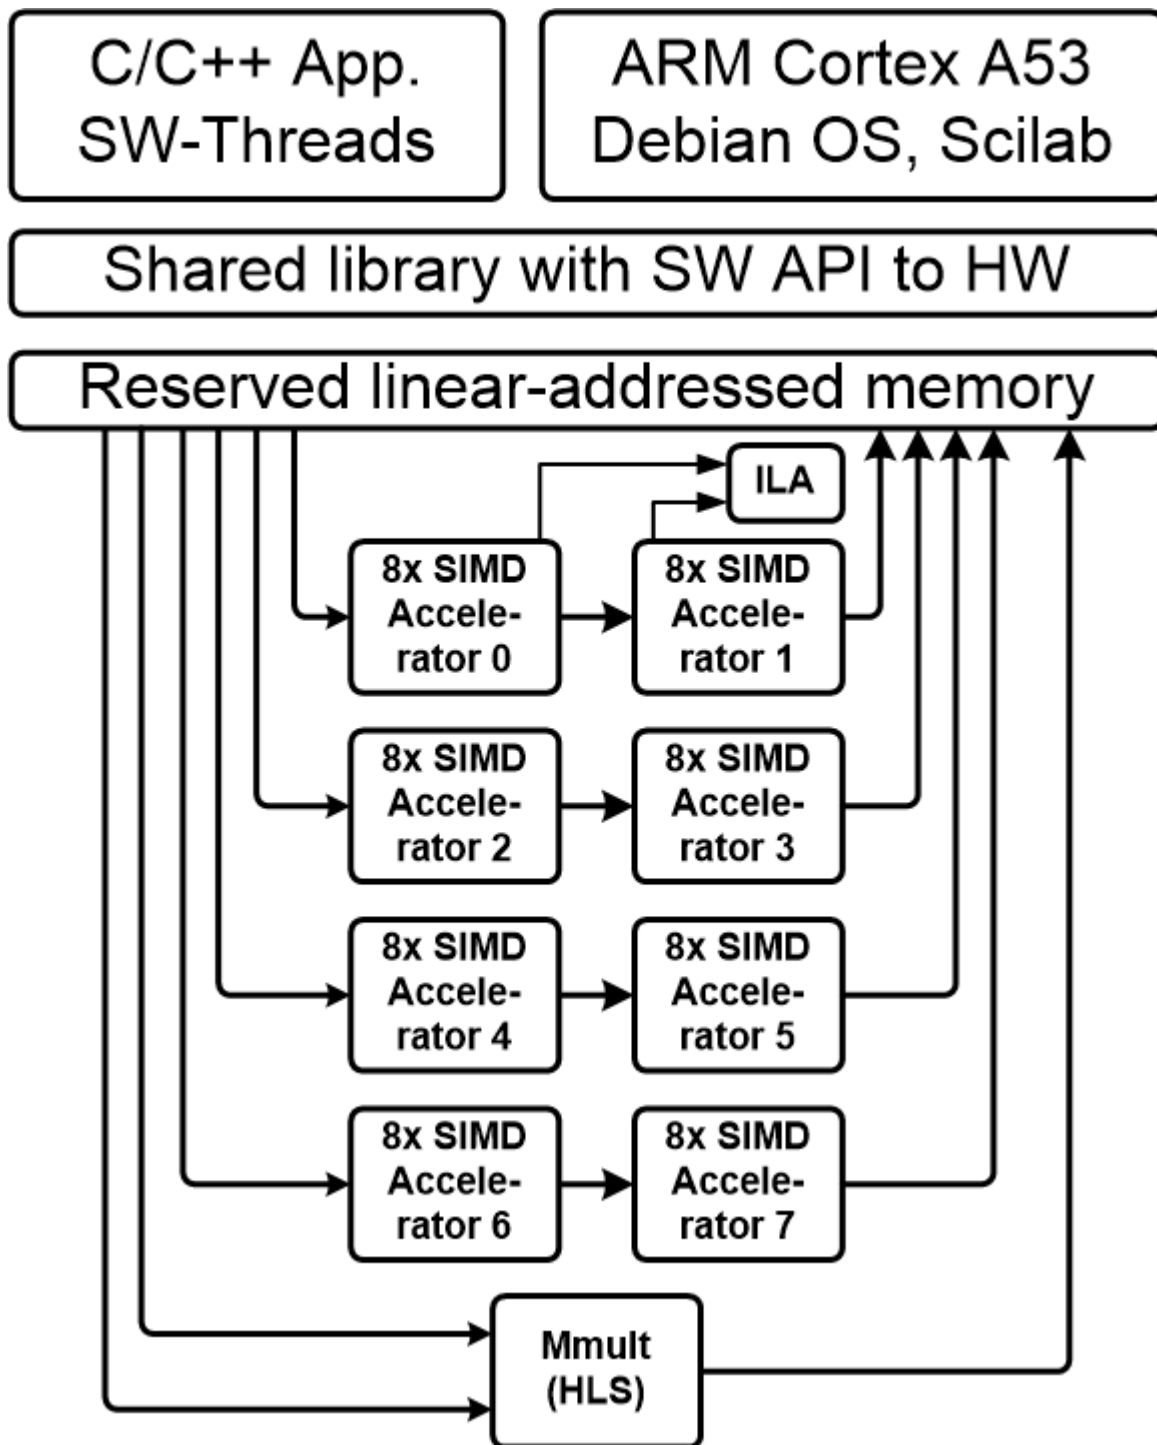 C/C++ App.
SW-Threads
ARM Cortex A53
Debian OS, Scilab
Shared library with SW API to HW
Reserved linear-addressed memory
ILA
8x SIMD
Accele-
rator 0
8x SIMD
Accele-
rator 1
8x SIMD
Accele-
rator 2
8x SIMD
Accele-
rator 3
8x SIMD
Accele-
rator 4
8x SIMD
Accele-
rator 5
8x SIMD
Accele-
rator 6
8x SIMD
Accele-
rator 7
Mmult
(HLS)